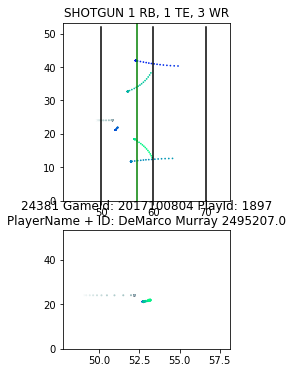 SHOTGUN 1 RB, 1 TE, 3 WR
50
40
30
20
10
0
50 60 70
24381 GameId: 2017100804 PlayId: 1897
PlayerName + ID: DeMarco Murray 2495207.0
40
20
0
50.0 52.5 55.0 57.5